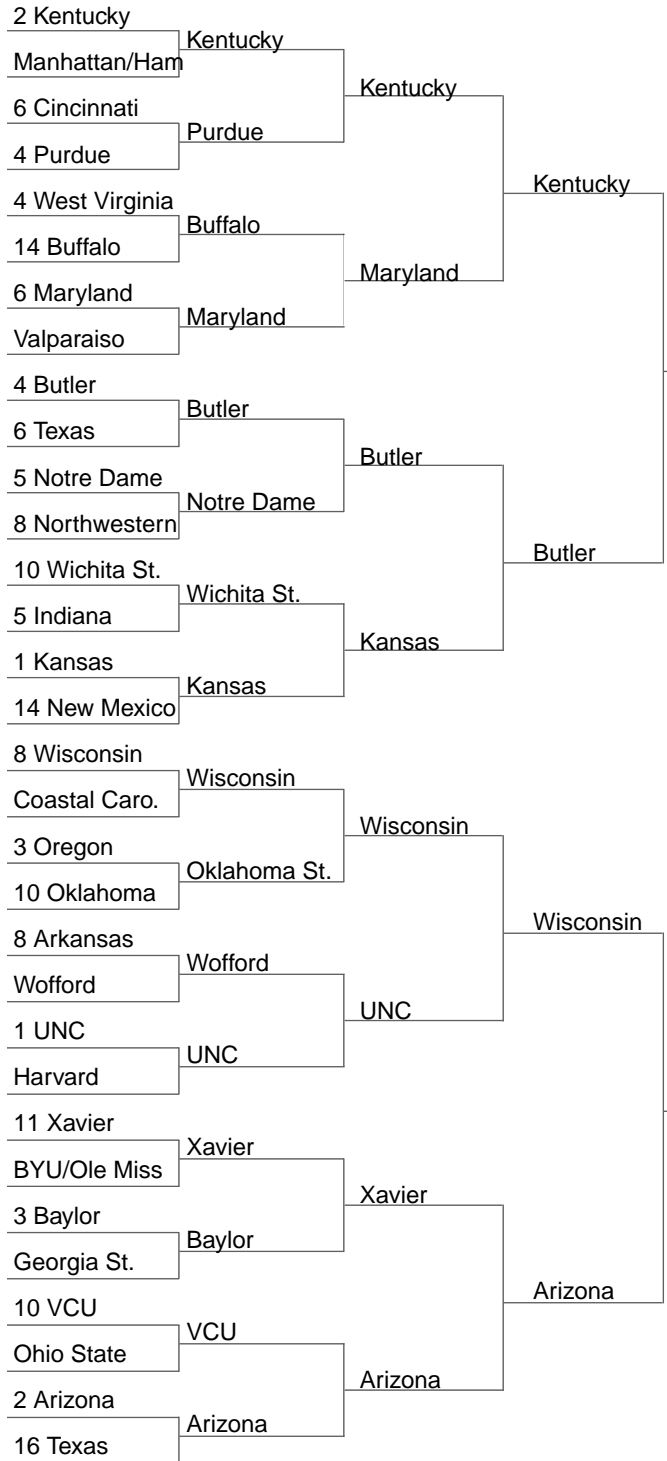 2 Kentucky
Manhattan/Ham
6 Cincinnati
4 Purdue
4 West Virginia
14 Buffalo
6 Maryland
Valparaiso
4 Butler
6 Texas
5 Notre Dame
8 Northwestern
10 Wichita St.
5 Indiana
1 Kansas
14 New Mexico
8 Wisconsin
Coastal Caro.
3 Oregon
10 Oklahoma
8 Arkansas
Wofford
1 UNC
Harvard
11 Xavier
BYU/Ole Miss
3 Baylor
Georgia St.
10 VCU
Ohio State
2 Arizona
16 Texas
Kentucky
Purdue
Buffalo
Maryland
Butler
Notre Dame
Wichita St.
Kansas
Wisconsin
Oklahoma St.
Wofford
UNC
Xavier
Baylor
VCU
Arizona
Kentucky
Maryland
Butler
Kansas
Wisconsin
UNC
Xavier
Arizona
Kentucky
Butler
Wisconsin
Arizona